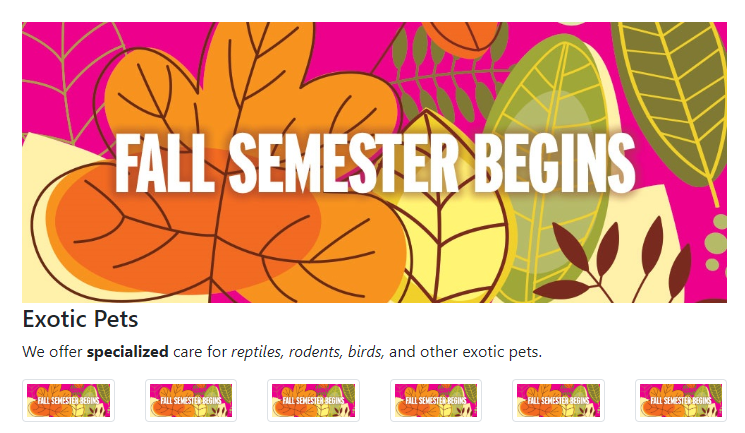 FALL SEMESTER BEGINS
Exotic Pets
We offer specialized care for reptiles, rodents, birds, and other exotic pets.
FALL SEMESTER BEGINS
FALL SEMESTER BEGINS
FALL SEMESTER BEGINS
FALL SEMESTER BEGINS
FALL SEMESTER BEGINS
FALL SEMESTER BEGINS